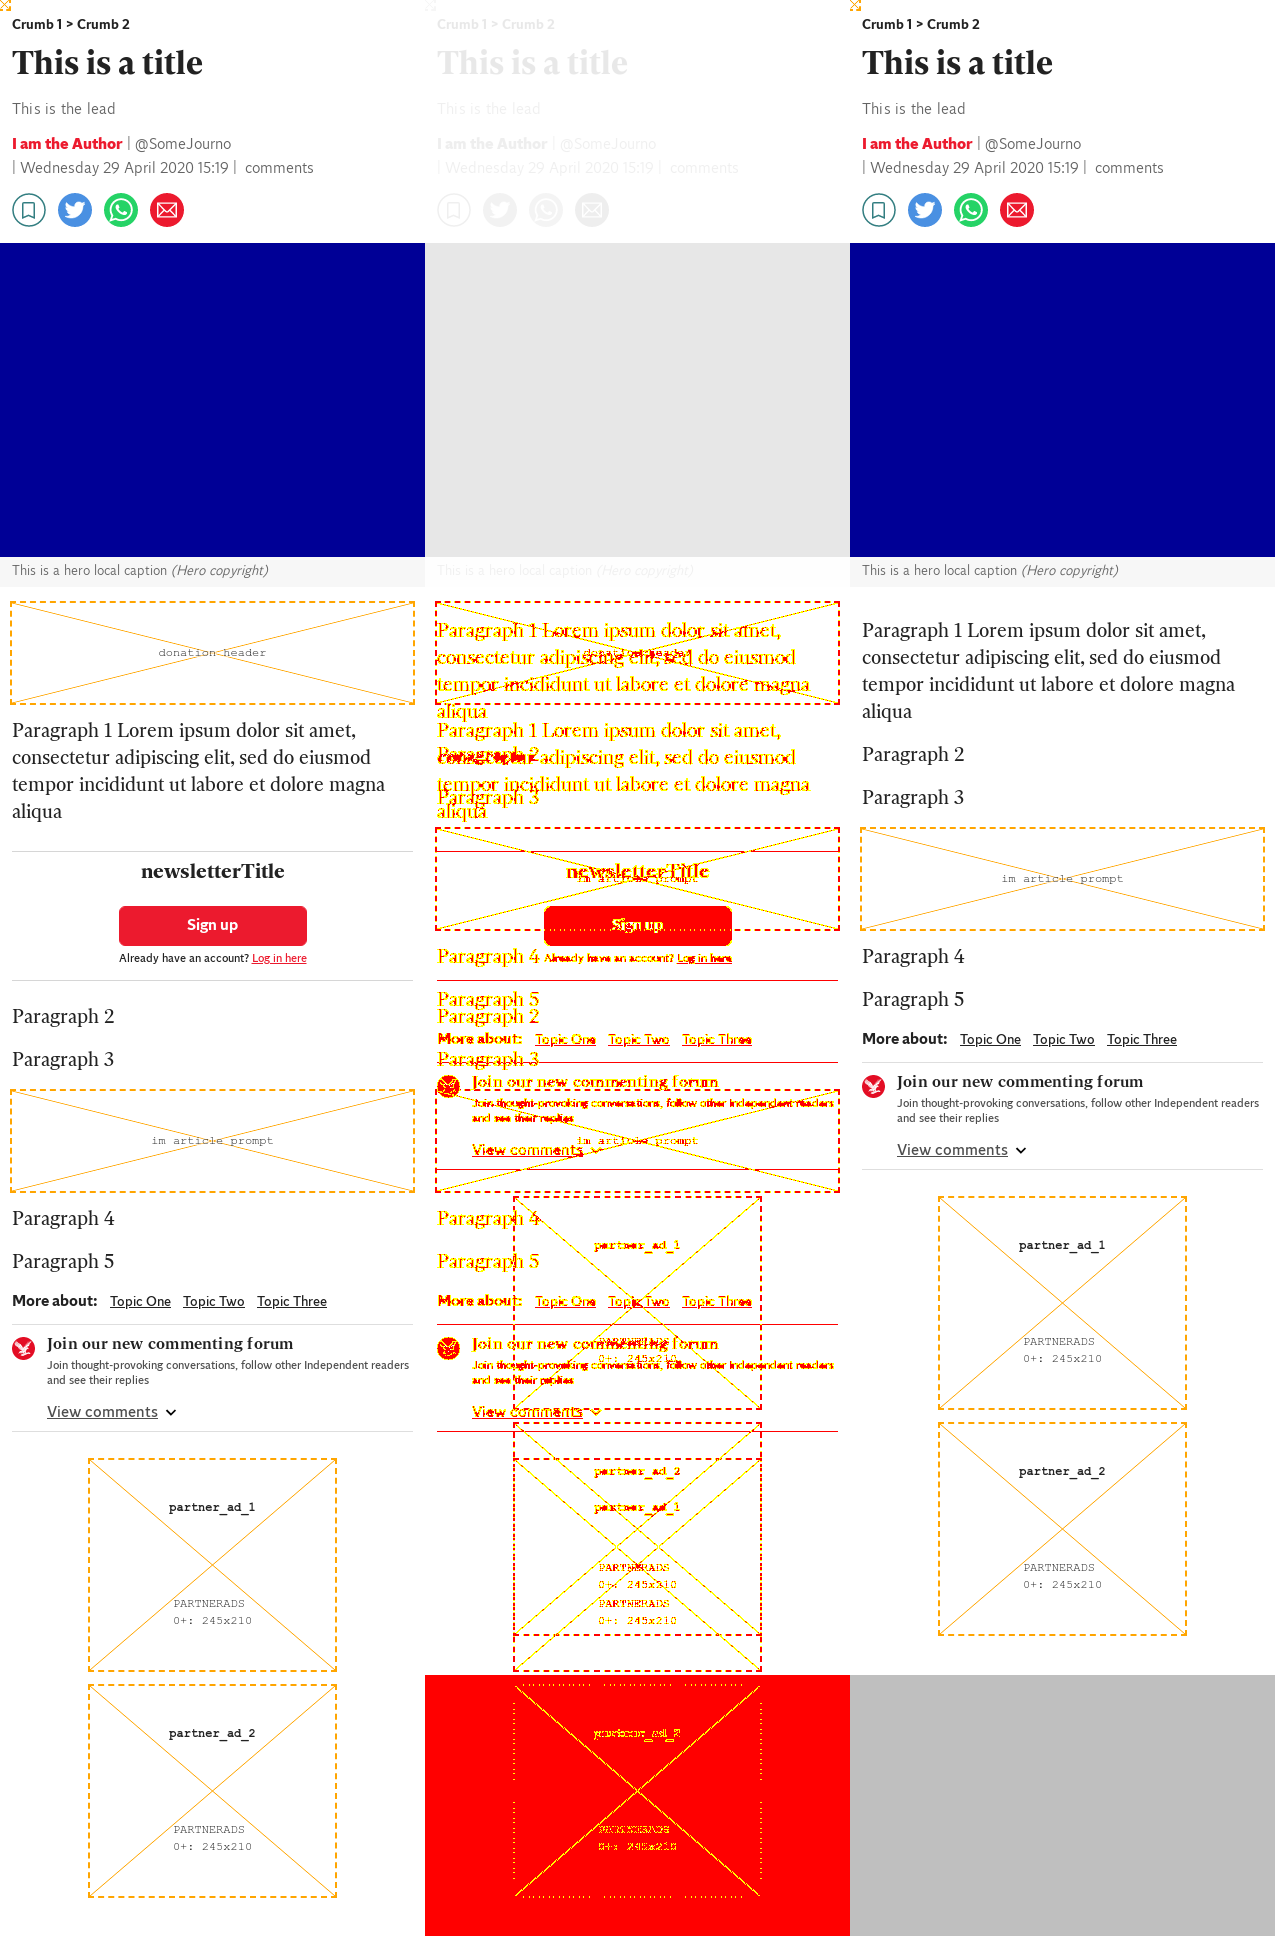 Crumb 1 > Crumb 2
This is a title
This is the lead
I am the Author | @SomeJourno
| Wednesday 29 April 2020 15:19 | comments
This is a hero local caption (Hero copyright)
donation header
Paragraph 1 Lorem ipsum dolor sit amet,
consectetur adipiscing elit, sed do eiusmod
tempor incididunt ut labore et dolore magna
aliqua
newsletterTitle
Sign up
Already have an account? Log in here
Paragraph 2
Paragraph 3
im article prompt
Paragraph 4
Paragraph 5
More about: Topic One Topic Two Topic Three
Join our new commenting forum
Join thought-provoking conversations, follow other Independent readers
and see their replies
View comments
partner_ad_1
PARTNERADS
0+: 245x210
partner_ad_2
PARTNERADS
0+: 245x210
Crumb 1 > Crumb 2
This is a title
This is the lead
I am the Author | @SomeJourno
| Wednesday 29 April 2020 15:19 | comments
This is a hero local caption (Hero copyright)
Paragraph 1 Lorem ipsum dolor sit amet,
consectetur adipiscing elit, sed do eiusmod
tempor incididunt ut labore et dolore magna
aliqua
Paragraph 1 Lorem ipsum dolor sit amet,
Paragraph 2
adipiscing elit, sed do eiusmod
tempor incididunt ut labore et dolore magna
Paragraph 3
aliqua
newsletterTitle
im article prompt
Sign up
Paragraph 4 Already have an account? Log in here
Paragraph 5
Paragraph 2
More about: Topic One Topic Two Topic Three
Paragraph 3
Join our new commenting forum
Join thought-provoking conversations, follow other Independent readers
and see their replies
im article prompt
View comments
Paragraph 4
partner_ad_1
Paragraph 5
More about: Topic One Topic Two Topic Three
PARTNERADS
Join our new commenting forum
0+: 245x210
Join thought-provoking conversations, follow other Independent readers
and see their replies
View comments
partner_ad_2
partner_ad_1
PARTNERADS
0+: 245x210
PARTNERADS
0+: 245x210
partner_ad_2
PARTNERADS
0+: 245x210
Crumb 1 > Crumb 2
This is a title
This is the lead
I am the Author | @SomeJourno
| Wednesday 29 April 2020 15:19 | comments
This is a hero local caption (Hero copyright)
Paragraph 1 Lorem ipsum dolor sit amet,
consectetur adipiscing elit, sed do eiusmod
tempor incididunt ut labore et dolore magna
aliqua
Paragraph 2
Paragraph 3
im article prompt
Paragraph 4
Paragraph 5
More about: Topic One Topic Two Topic Three
Join our new commenting forum
Join thought-provoking conversations, follow other Independent readers
and see their replies
View comments
partner_ad_1
PARTNERADS
0+: 245x210
partner_ad_2
PARTNERADS
0+: 245x210